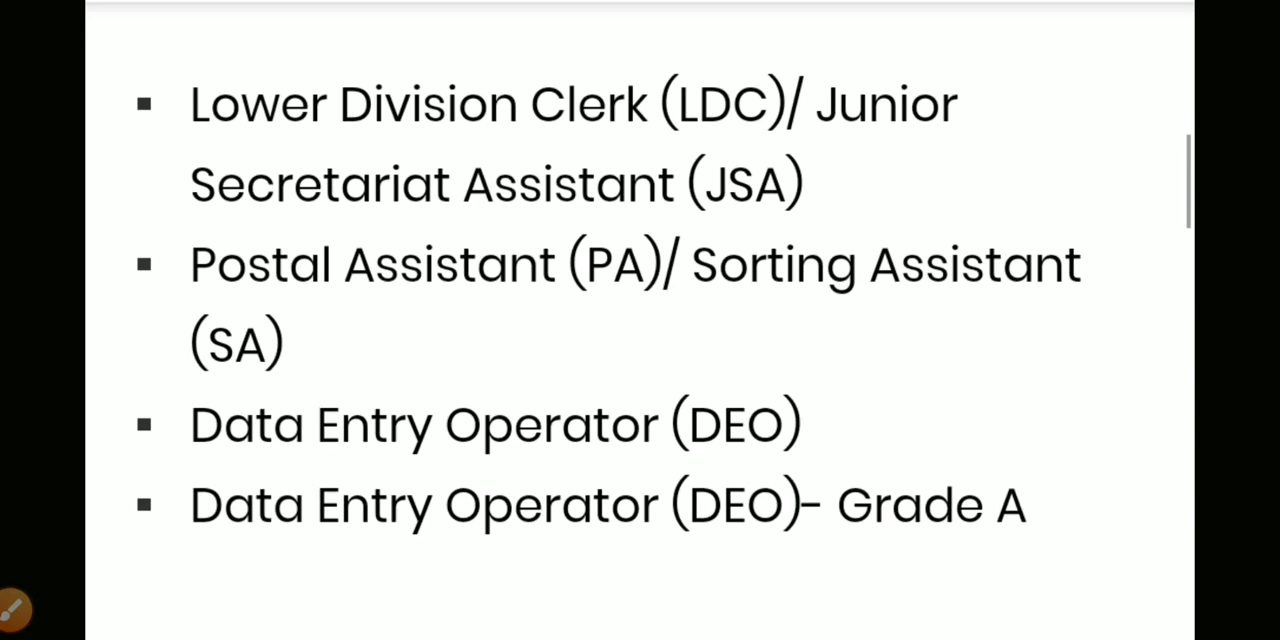 ▪ Lower Division Clerk (LDC)/ Junior
Secretariat Assistant (JSA)
▪ Postal Assistant (PA)/ Sorting Assistant
(SA)
▪ Data Entry Operator (DEO)
▪ Data Entry Operator (DEO)- Grade A